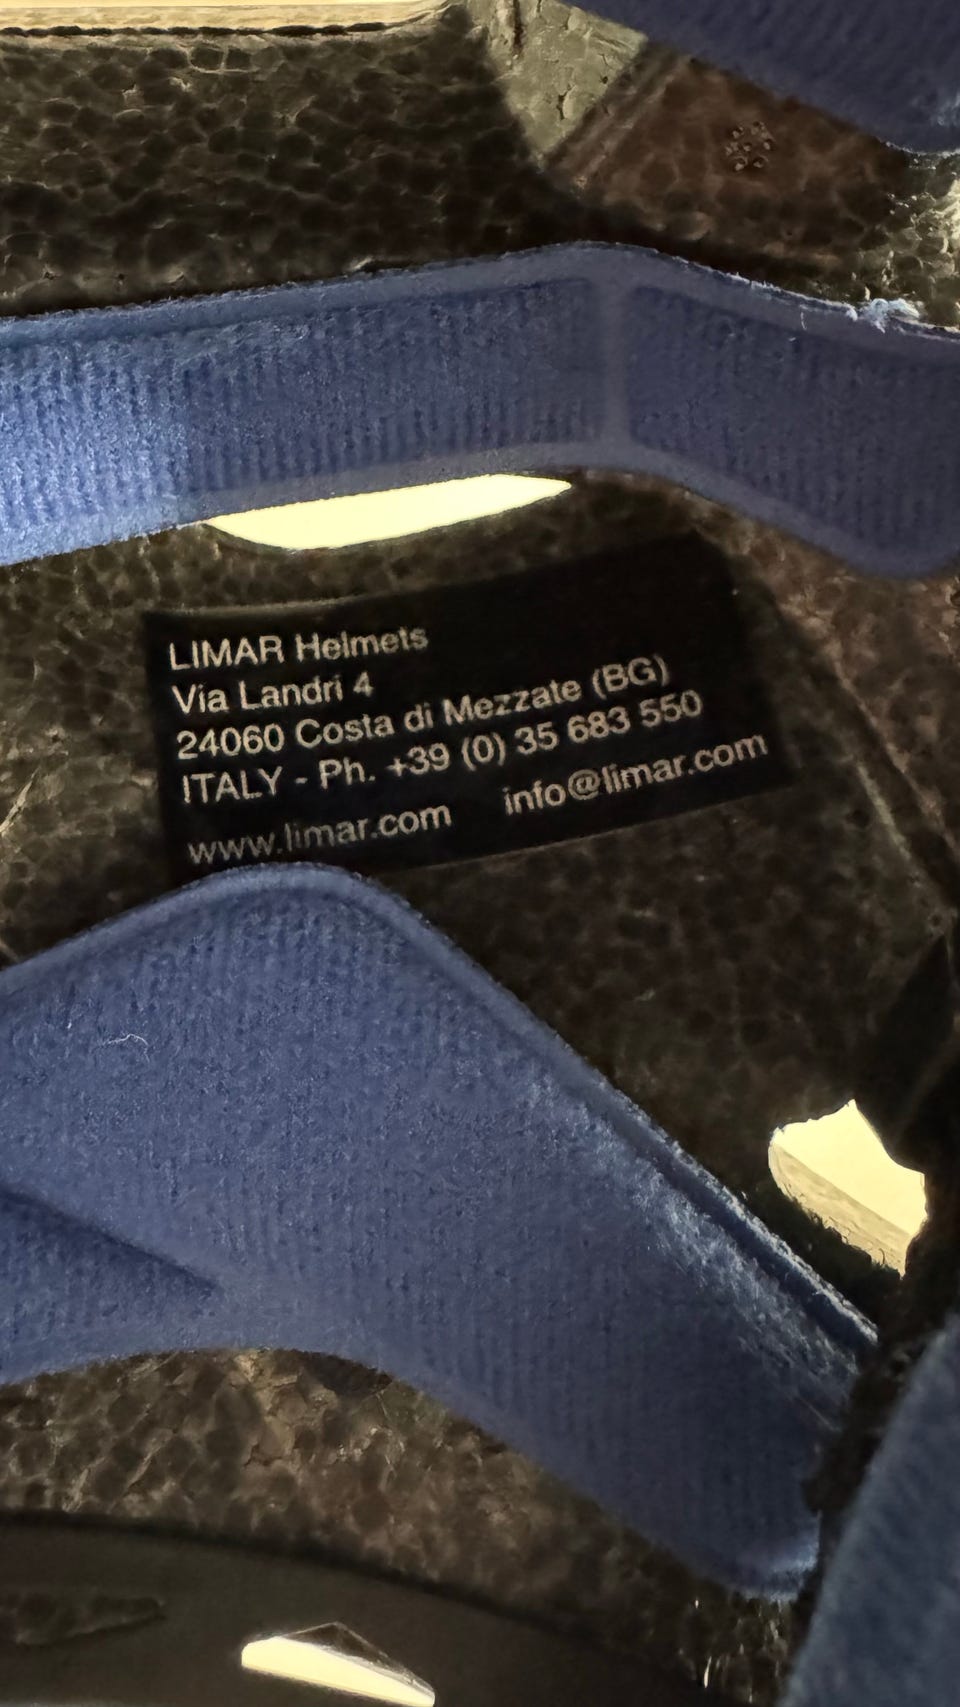 LIMAR Helmets
Via Landri 4
24060 Costa di Mezzate (BG)
ITALY - Ph. +39 (0) 35 683 550
www.limar.com info@limar.com